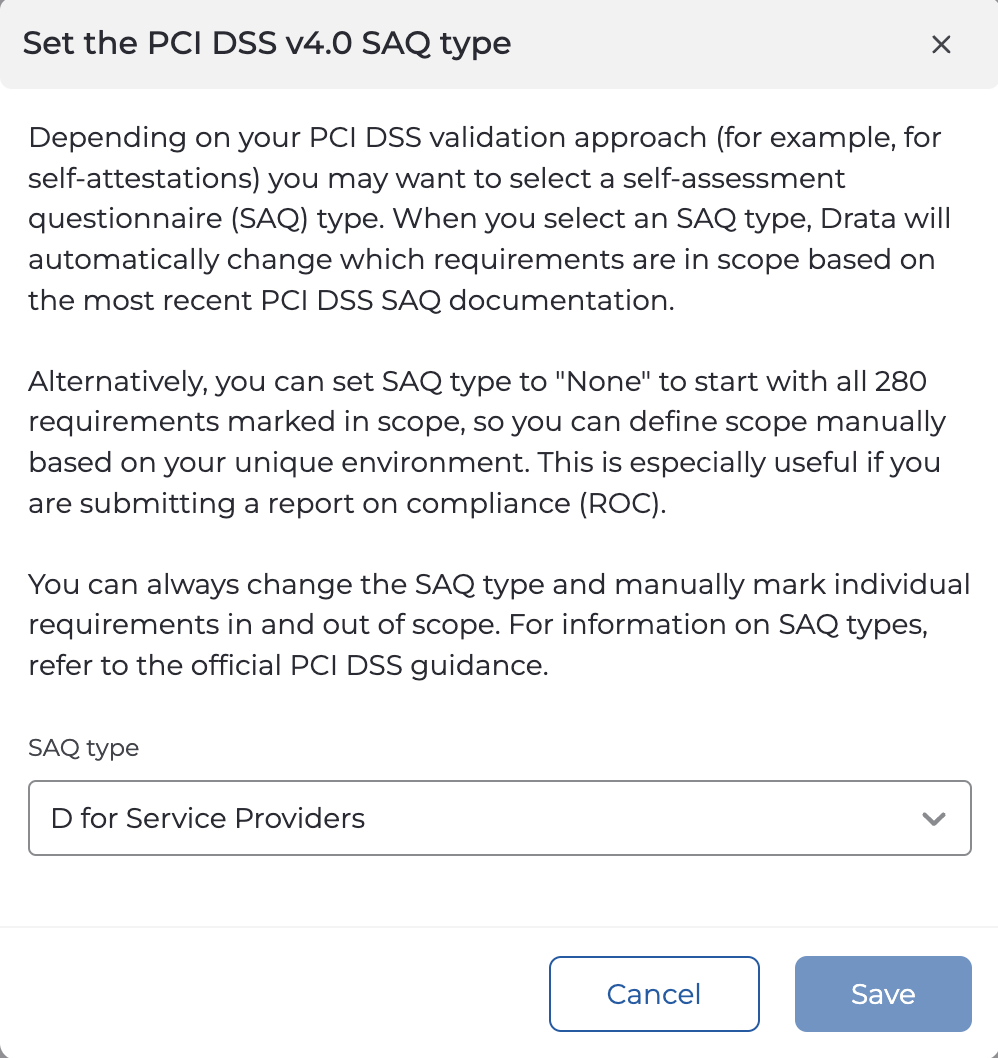 Set the PCI DSS v4.0 SAQ type
Depending on your PCI DSS validation approach (for example, for
self-attestations) you may want to select a self-assessment
questionnaire (SAQ) type. When you select an SAQ type, Drata will
automatically change which requirements are in scope based on
the most recent PCI DSS SAQ documentation.
Alternatively, you can set SAQ type to "None" to start with all 280
requirements marked in scope, so you can define scope manually
based on your unique environment. This is especially useful if you
are submitting a report on compliance (ROC).
You can always change the SAQ type and manually mark individual
requirements in and out of scope. For information on SAQ types,
refer to the official PCI DSS guidance.
SAQ type
D for Service Providers
Cancel
Save